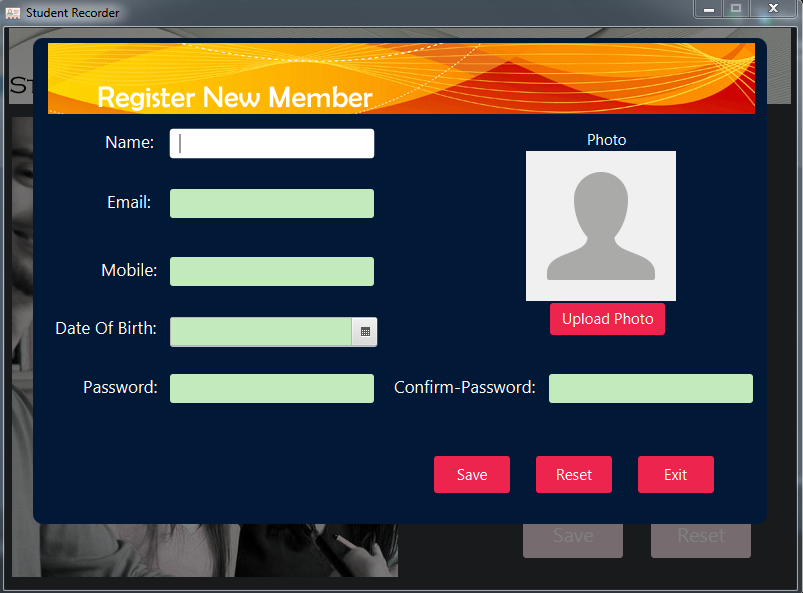 Student Recorder
St
Register New Member
Name:
Photo
Email:
Mobile:
Upload Photo
Date Of Birth:
Password:
Confirm-Password:
Save
Reset
Exit
Save
Reset